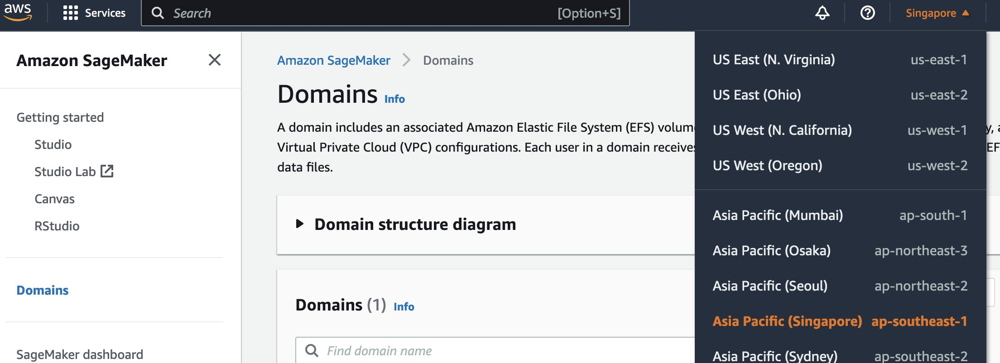 aws
Services
Search
[Option+S]
Singapore
Amazon SageMaker
Getting started
Studio
Studio Lab
Canvas
RStudio
Domains
SageMaker dashboard
Amazon SageMaker
Domains
Domains Info
A domain includes an associated Amazon Elastic File System (EFS)
Virtual Private Cloud (VPC) configurations. Each user in a domain
EF
data files.
Domain structure diagram
Domains (1) Info
Find domain name
US East (N. Virginia) us-east-1
US East (Ohio) us-east-2
US West (N. California) us-west-1
US West (Oregon) us-west-2
Asia Pacific (Mumbai) ap-south-1
Asia Pacific (Osaka) ap-northeast-3
Asia Pacific (Seoul) ap-northeast-2
Asia Pacific (Singapore) ap-southeast-1
Asia Pacific (Sydney) ap-southeast-2